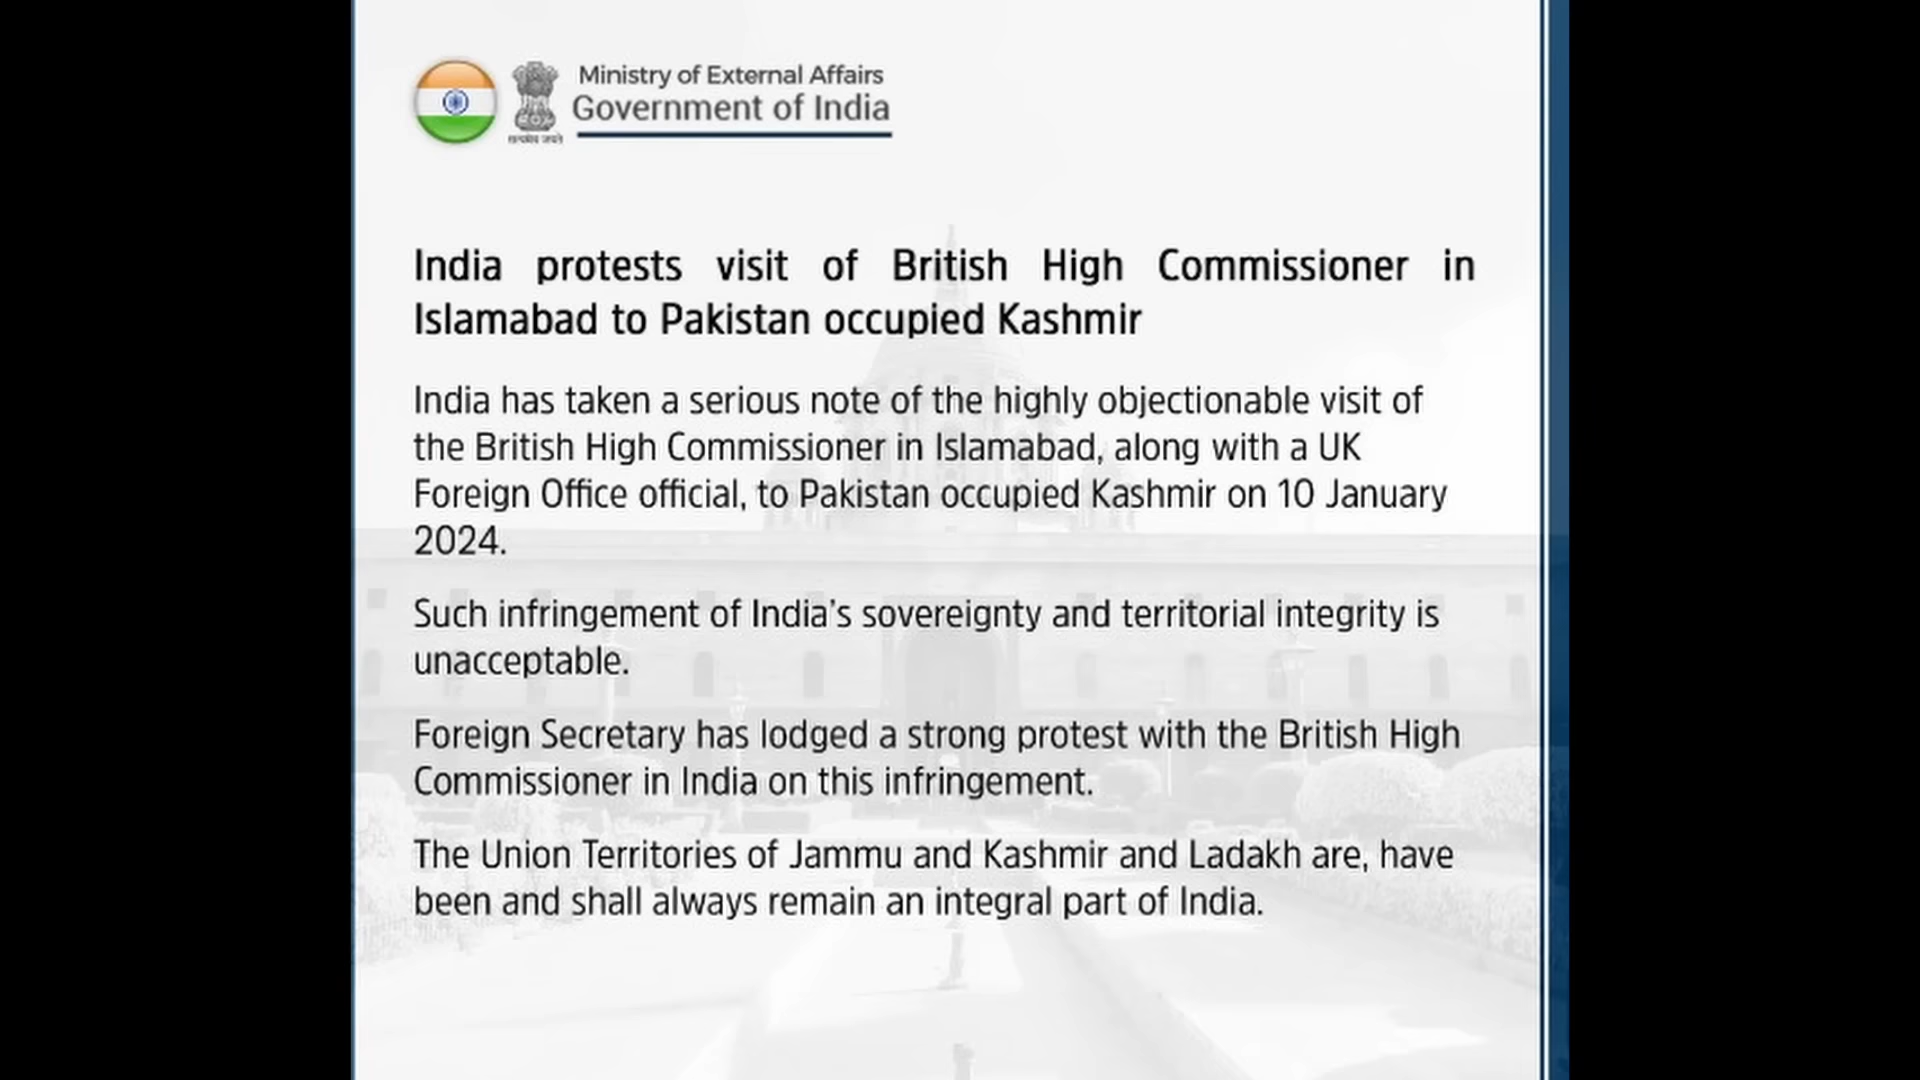 Ministry of External Affairs
Government of India
सत्यमेव जयते
India protests visit of British High Commissioner in
Islamabad to Pakistan occupied Kashmir
India has taken a serious note of the highly objectionable visit of
the British High Commissioner in Islamabad, along with a UK
Foreign Office official, to Pakistan occupied Kashmir on 10 January
2024.
Such infringement of India’s sovereignty and territorial integrity is
unacceptable.
Foreign Secretary has lodged a strong protest with the British High
Commissioner in India on this infringement.
The Union Territories of Jammu and Kashmir and Ladakh are, have
been and shall always remain an integral part of India.